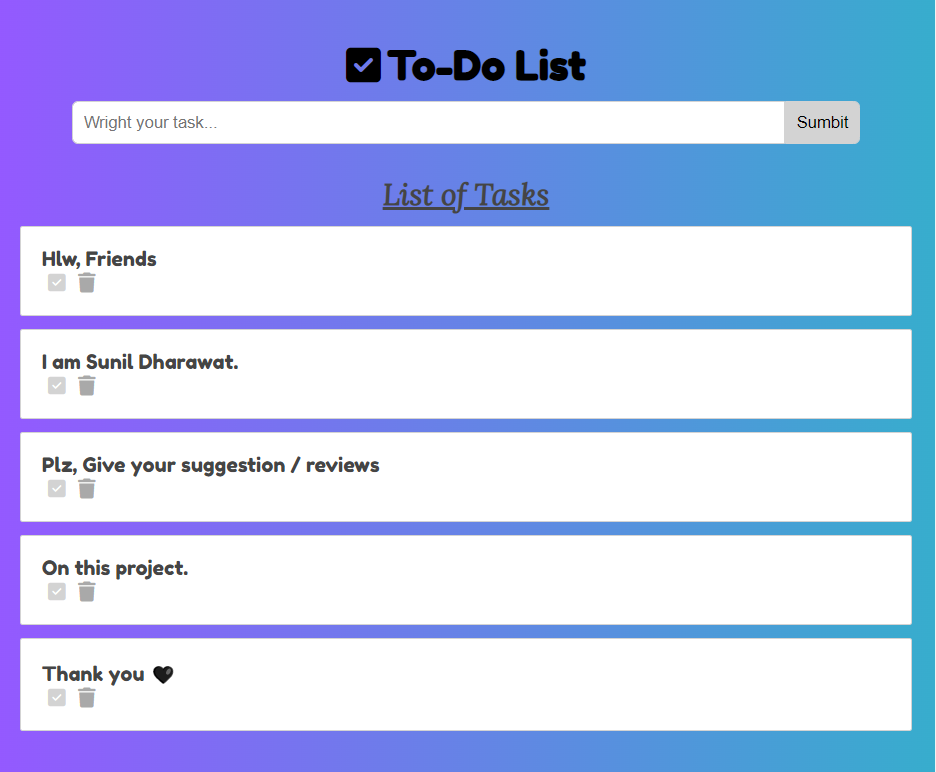 To-Do List
Wright your task...
Sumbit
List of Tasks
Hlw, Friends
I am Sunil Dharawat.
Plz, Give your suggestion / reviews
On this project.
Thank you 🖤